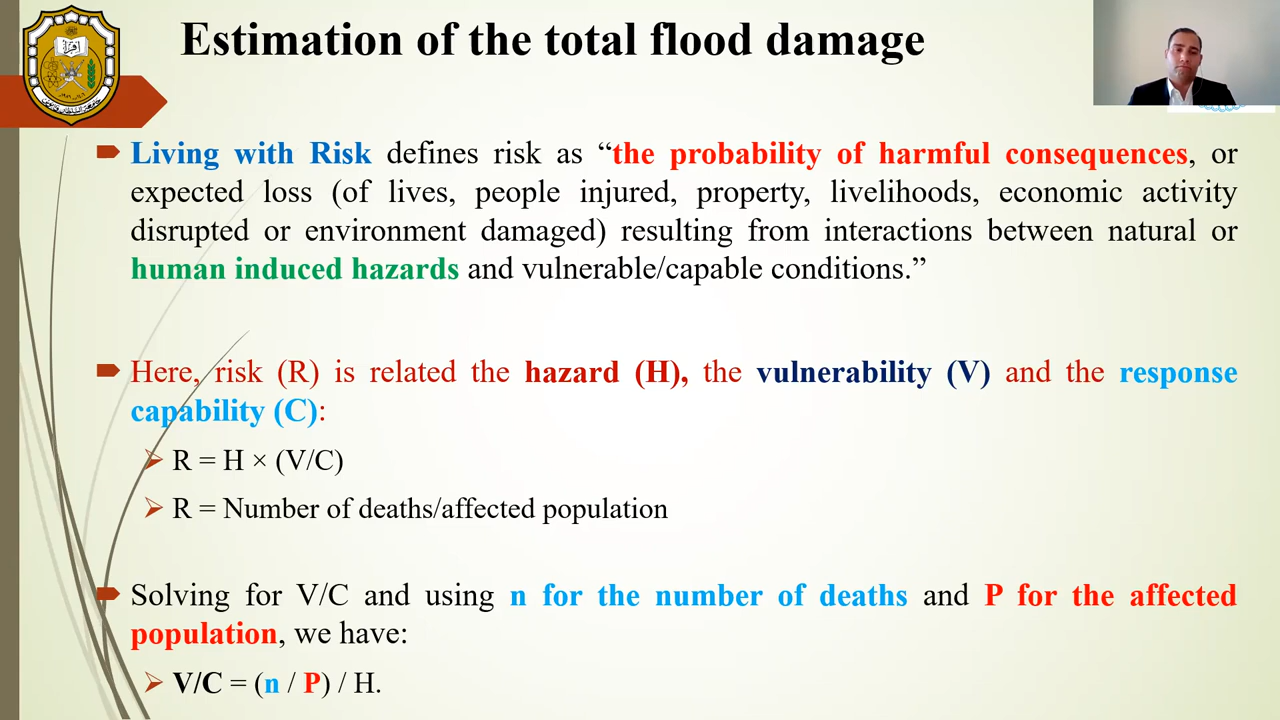 Estimation of the total flood damage
Living with Risk defines risk as “the probability of harmful consequences, or
expected loss (of lives, people injured, property, livelihoods, economic activity
disrupted or environment damaged) resulting from interactions between natural or
human induced hazards and vulnerable/capable conditions.”
Here, risk (R) is related the hazard (H), the vulnerability (V) and the response
capability (C):
R = H × (V/C)
R = Number of deaths/affected population
Solving for V/C and using n for the number of deaths and P for the affected
population, we have:
V/C = (n / P) / H.